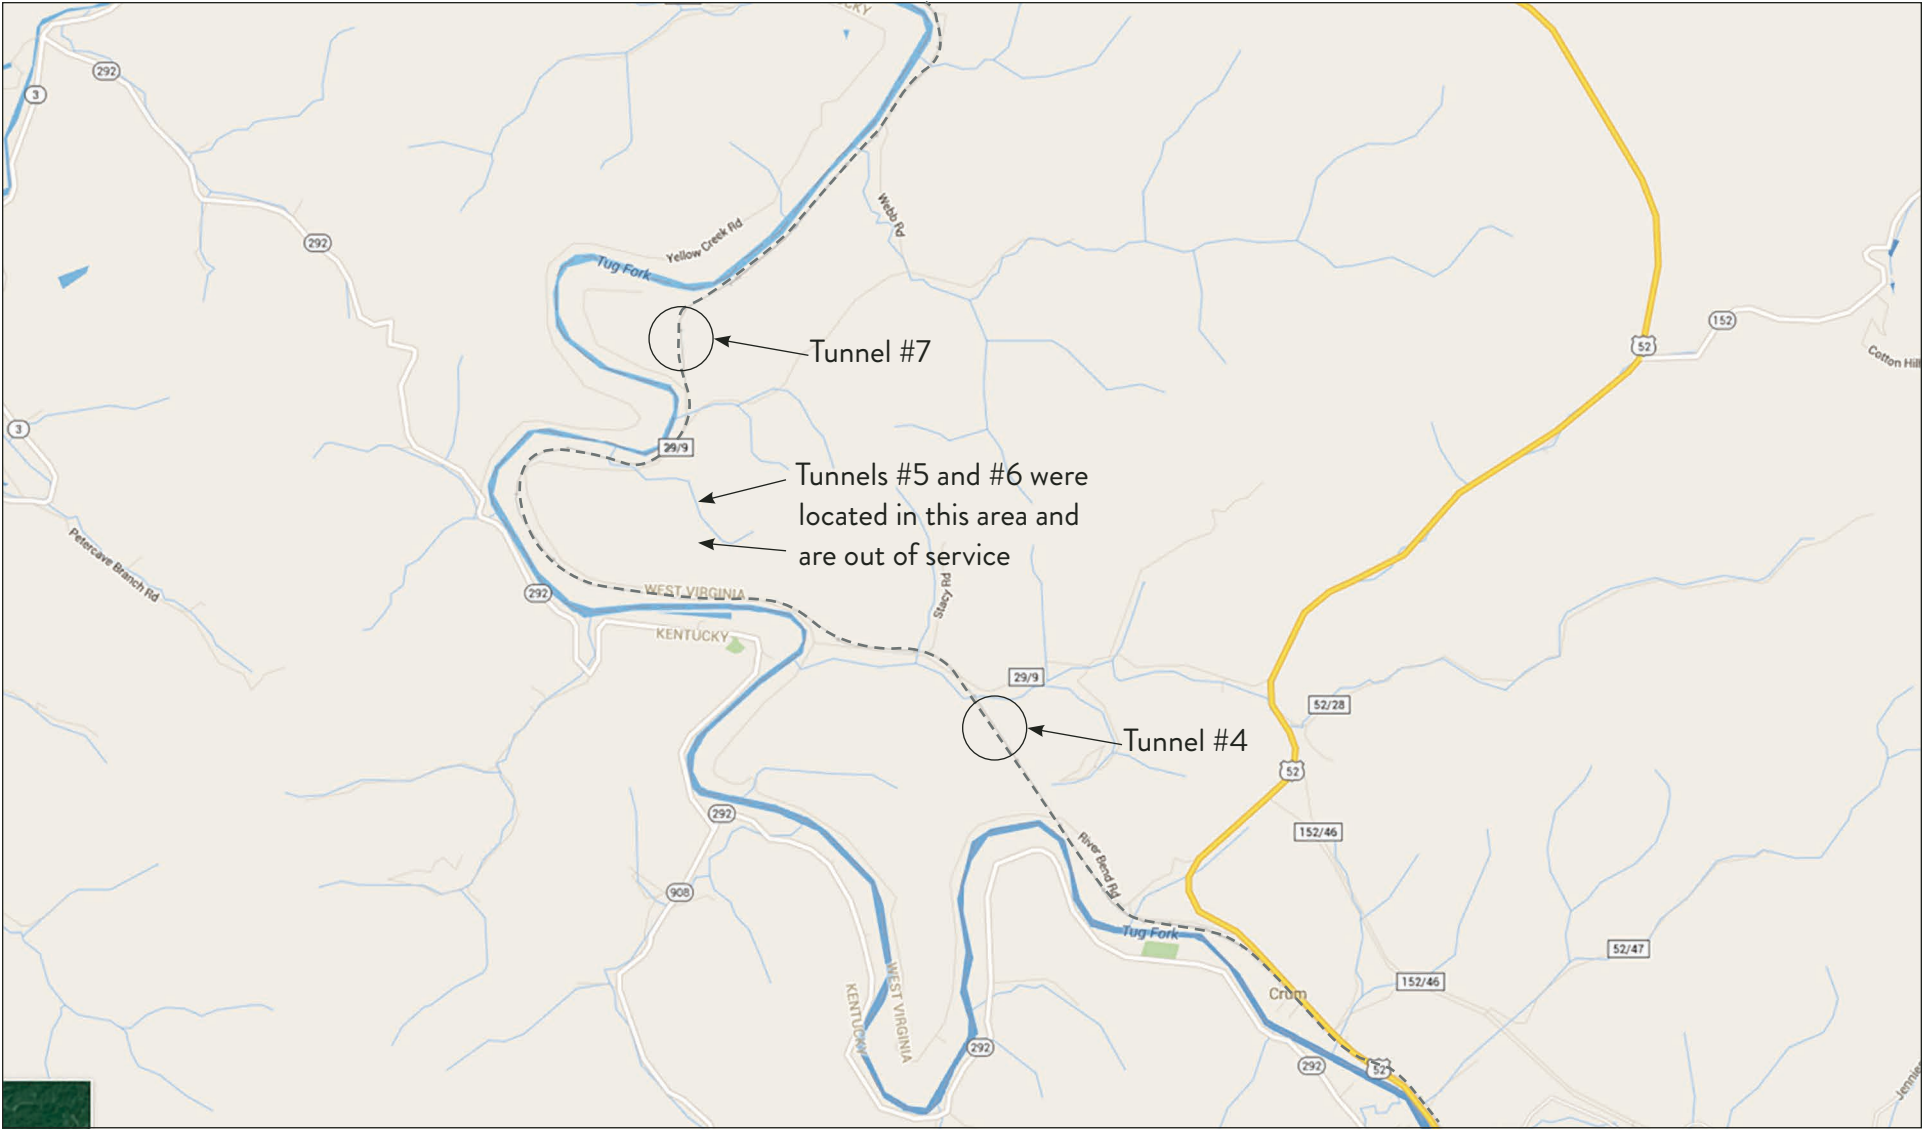 292
3
292
Webb Rd
Yellow Creek Rd
Tug Fork
152
52
Cotton Hill
Tunnel #7
3
29/9
Tunnels #5 and #6 were
located in this area and
are out of service
Petercave Branch Rd
292
WEST VIRGINIA
KENTUCKY
Stacy Rd
29/9
52/28
Tunnel #4
52
292
152/46
River Bend Rd
908
Tug Fork
52/47
152/46
Crum
WEST VIRGINIA
KENTUCKY
292
292
52
Jennie